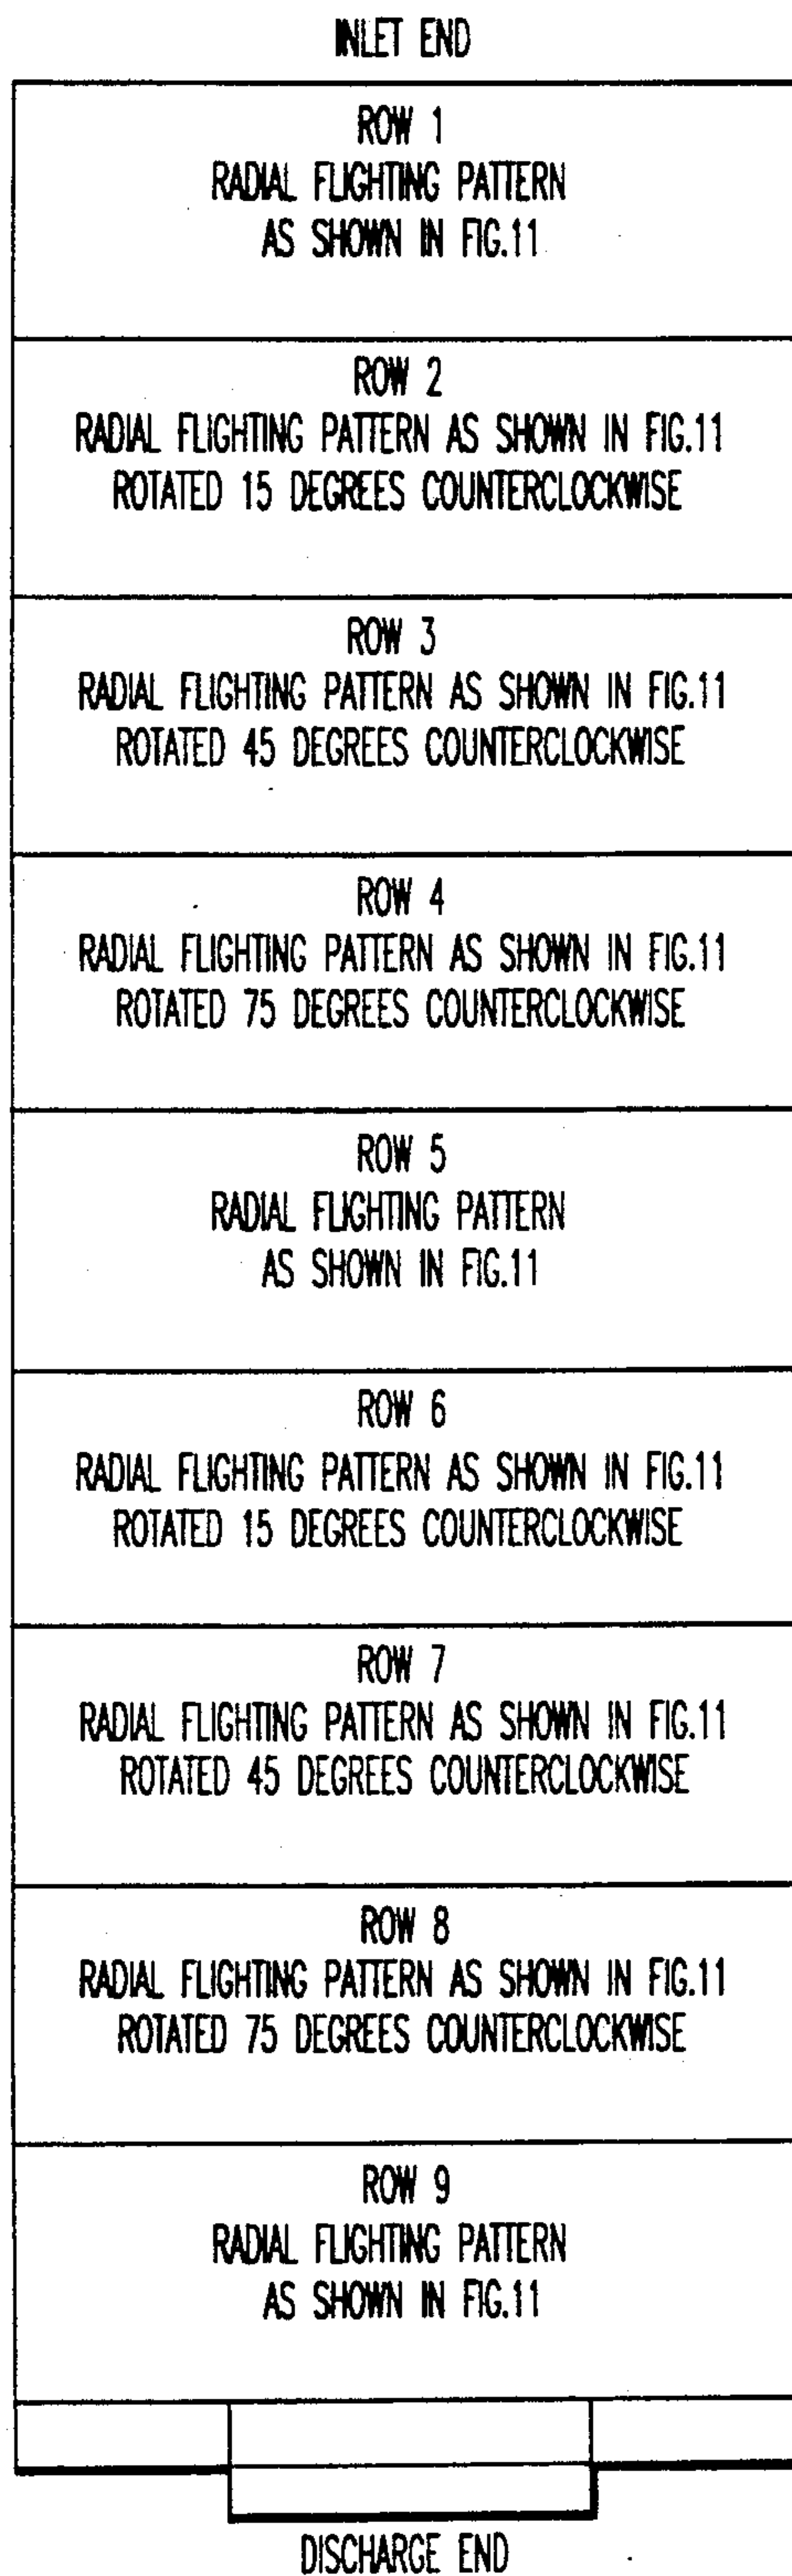 INLET END
ROW 1
RADIAL FLIGHTING PATTERN
AS SHOWN IN FIG.11
ROW 2
RADIAL FLIGHTING PATTERN AS SHOWN IN FIG.11
ROTATED 15 DEGREES COUNTERCLOCKWISE
ROW 3
RADIAL FLIGHTING PATTERN AS SHOWN IN FIG.11
ROTATED 45 DEGREES COUNTERCLOCKWISE
ROW 4
RADIAL FLIGHTING PATTERN AS SHOWN IN FIG.11
ROTATED 75 DEGREES COUNTERCLOCKWISE
ROW 5
RADIAL FLIGHTING PATTERN
AS SHOWN IN FIG.11
ROW 6
RADIAL FLIGHTING PATTERN AS SHOWN IN FIG.11
ROTATED 15 DEGREES COUNTERCLOCKWISE
ROW 7
RADIAL FLIGHTING PATTERN AS SHOWN IN FIG.11
ROTATED 45 DEGREES COUNTERCLOCKWISE
ROW 8
RADIAL FLIGHTING PATTERN AS SHOWN IN FIG.11
ROTATED 75 DEGREES COUNTERCLOCKWISE
ROW 9
RADIAL FLIGHTING PATTERN
AS SHOWN IN FIG.11
DISCHARGE END